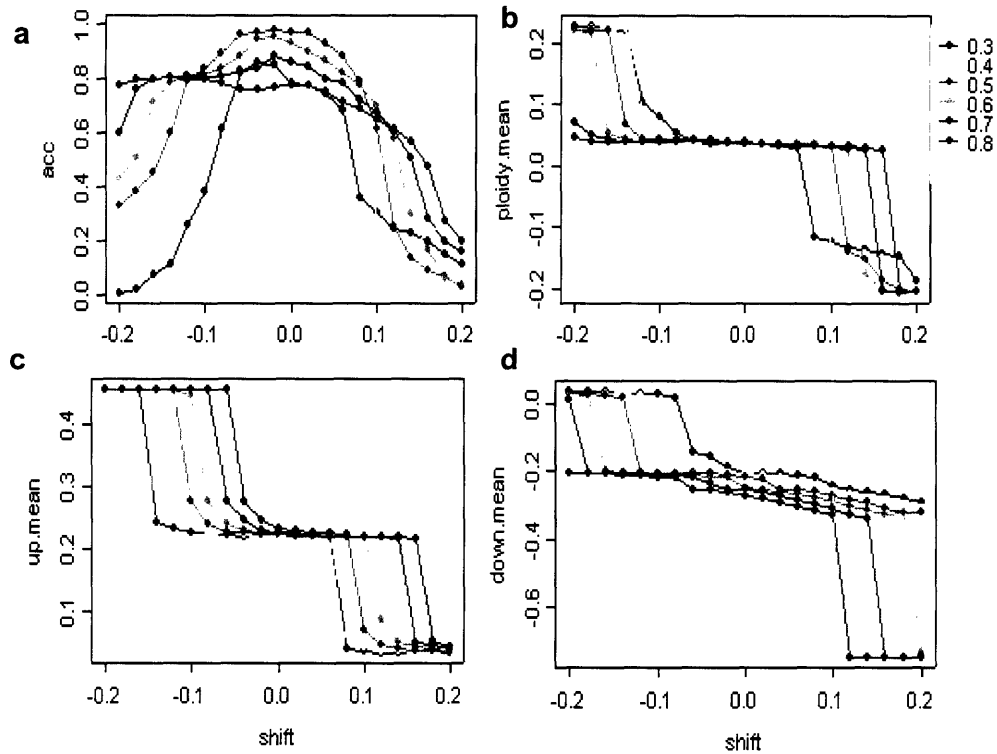 a
acc
0.0 0.2 0.4 0.6 0.8 1.0
-0.2 -0.1 0.0 0.1 0.2
b
ploidy.mean
-0.2 -0.1 0.0 0.1 0.2
-0.2 -0.1 0.0 0.1 0.2
0.3
0.4
0.5
0.6
0.7
0.8
c
up.mean
0.1 0.2 0.3 0.4
-0.2 -0.1 0.0 0.1 0.2
shift
d
down.mean
-0.6 -0.4 -0.2 0.0
-0.2 -0.1 0.0 0.1 0.2
shift